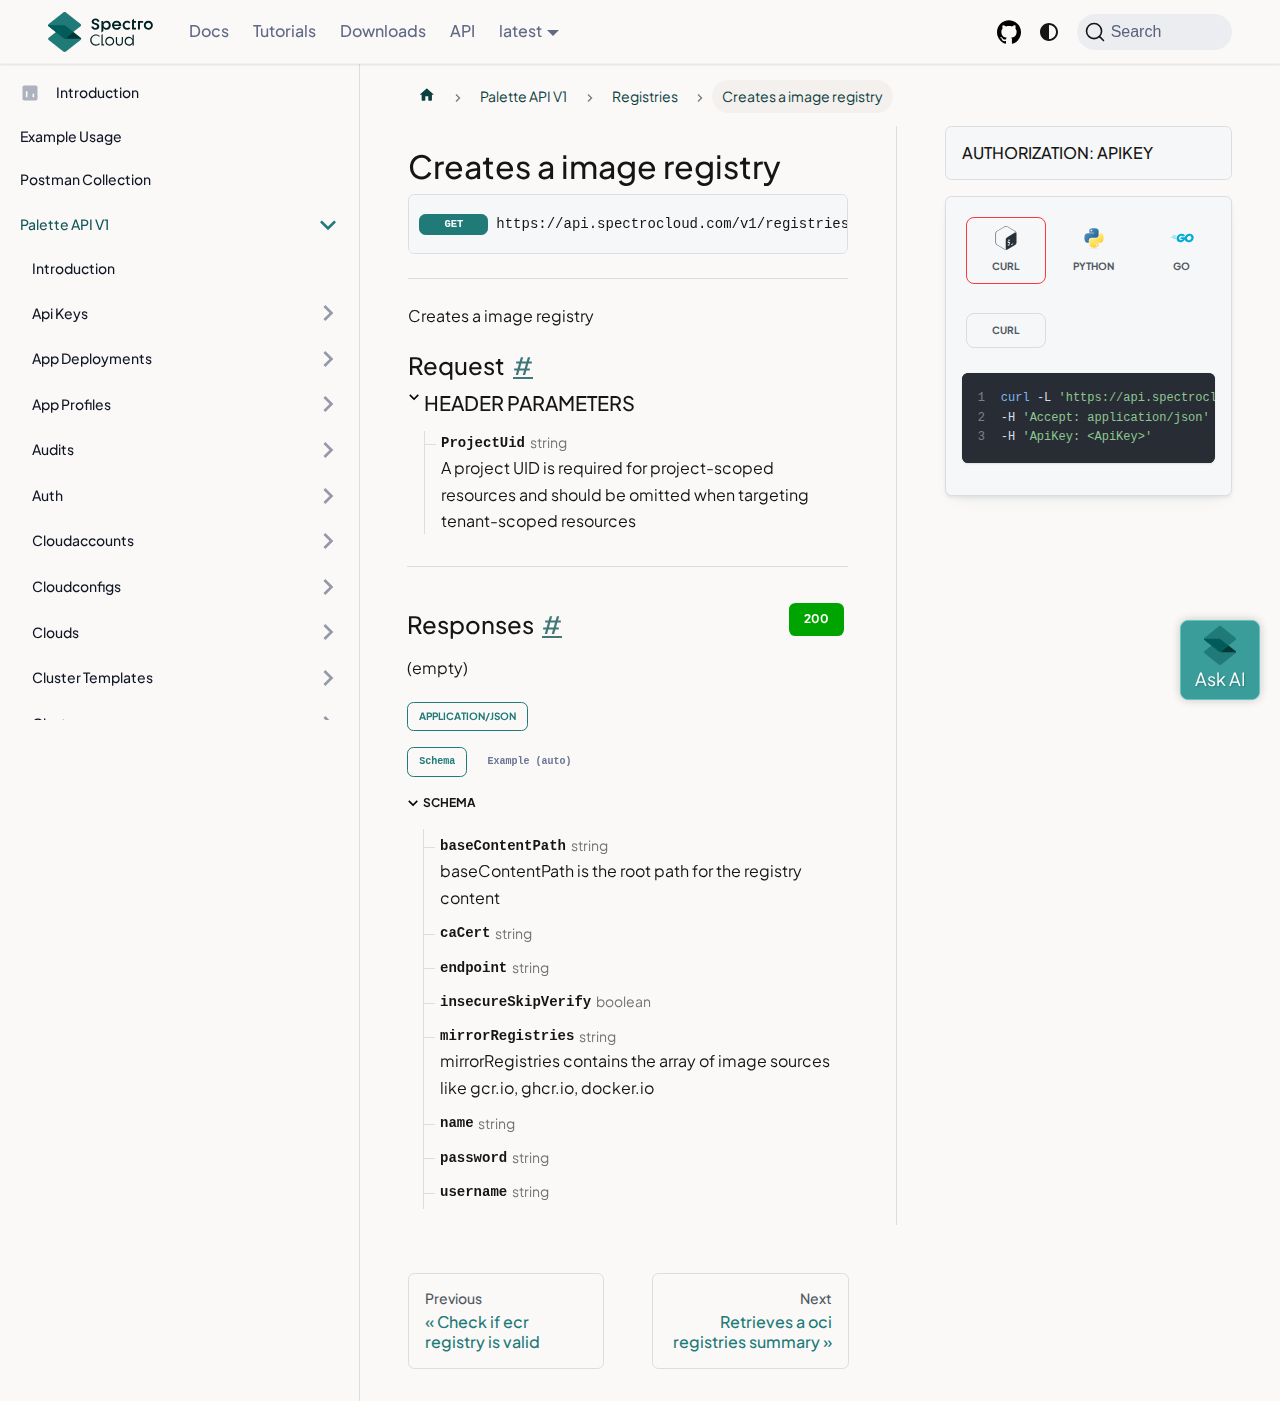 Spectro Cloud
Docs
Tutorials
Downloads
API
latest
Search
Introduction
Example Usage
Postman Collection
Palette API V1
Introduction
Api Keys
App Deployments
App Profiles
Audits
Auth
Cloudaccounts
Cloudconfigs
Clouds
Cluster Templates
Palette API V1
Registries
Creates a image registry
Creates a image registry
GET https://api.spectrocloud.com/v1/registries
Creates a image registry
Request #
HEADER PARAMETERS
ProjectUid string
A project UID is required for project-scoped
resources and should be omitted when targeting
tenant-scoped resources
Responses #
200
(empty)
APPLICATION/JSON
Schema
Example (auto)
SCHEMA
baseContentPath string
baseContentPath is the root path for the registry
content
caCert string
endpoint string
insecureSkipVerify boolean
mirrorRegistries string
mirrorRegistries contains the array of image sources
like gcr.io, ghcr.io, docker.io
name string
password string
username string
Previous
« Check if ecr
registry is valid
Next
Retrieves a oci
registries summary »
AUTHORIZATION: APIKEY
CURL
PYTHON
GO
CURL
1 curl -L 'https://api.spectrocl
2 -H 'Accept: application/json'
3 -H 'ApiKey: <ApiKey>'
Ask AI